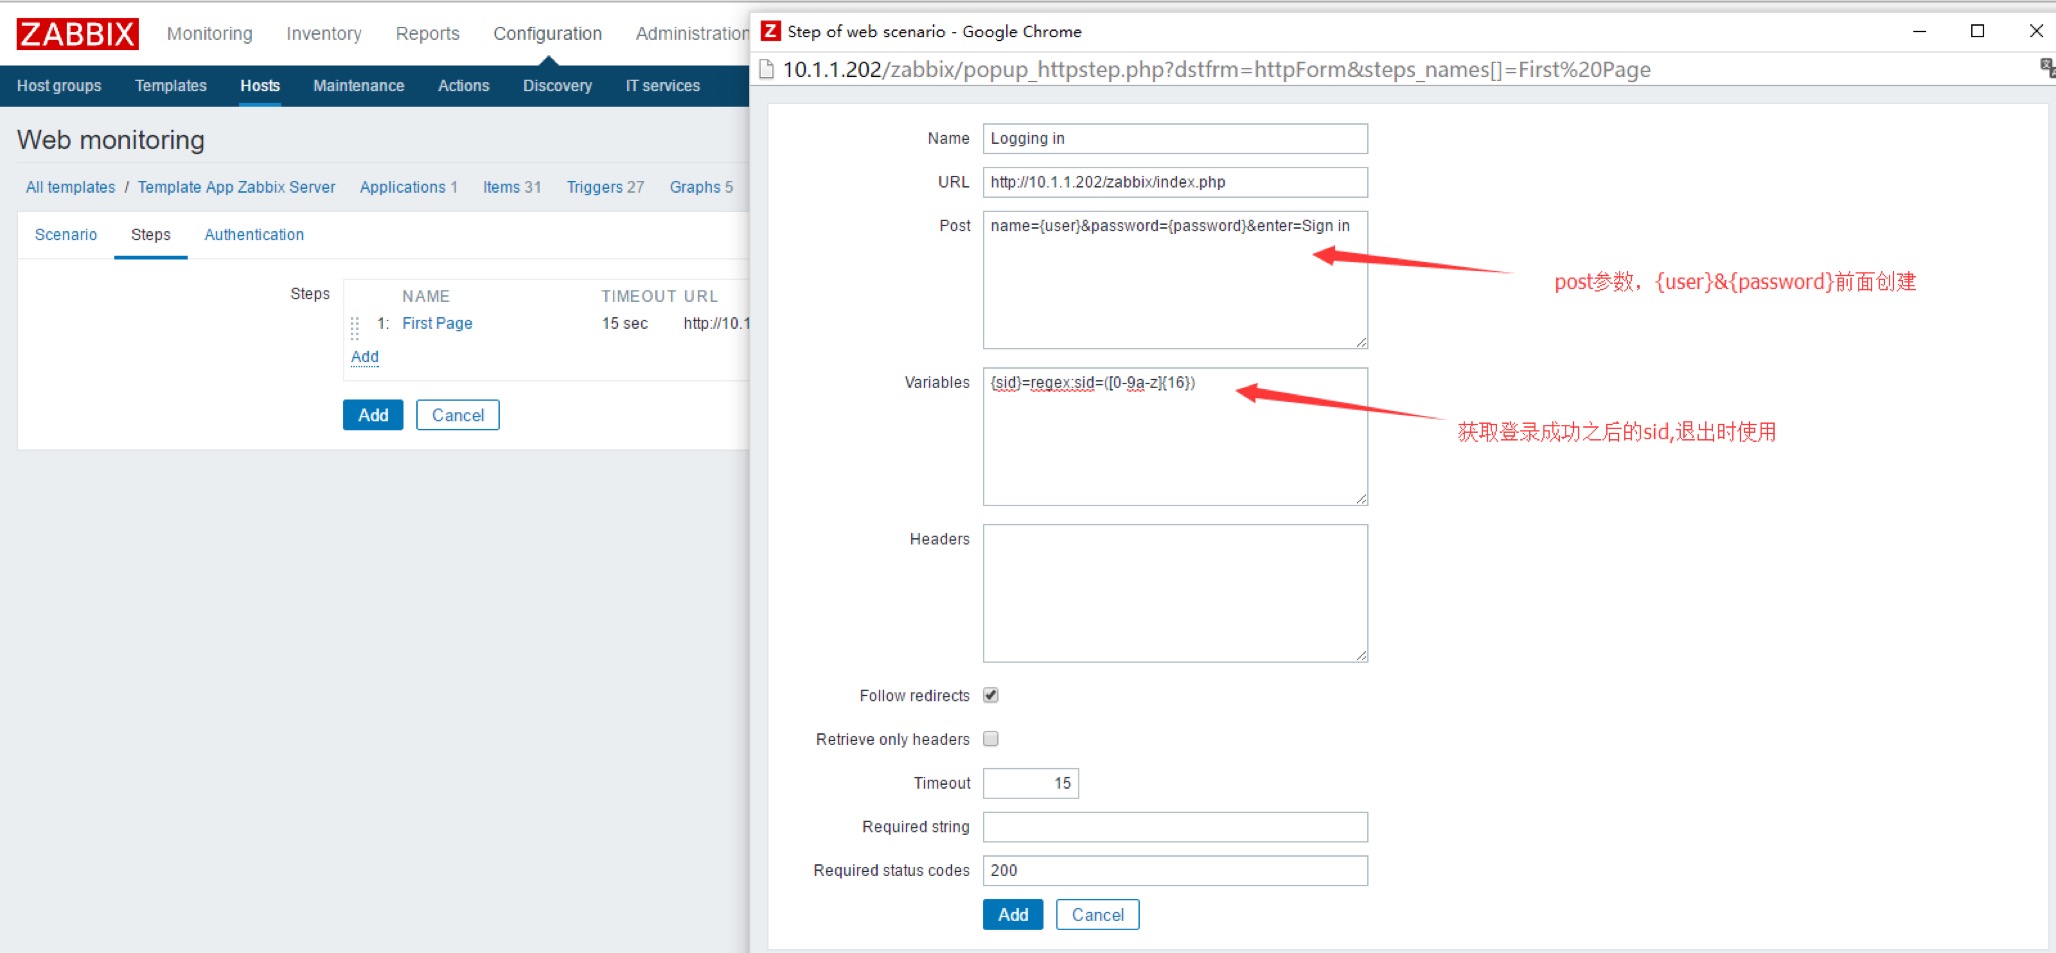 ZABBIX Monitoring Inventory Reports Configuration Administration
Host groups Templates Hosts Maintenance Actions Discovery IT services
Web monitoring
All templates / Template App Zabbix Server Applications 1 Items 31 Triggers 27 Graphs 5
Scenario Steps Authentication
Steps
NAME TIMEOUT URL
1: First Page 15 sec http://10.1
Add
Add Cancel
Z Step of web scenario - Google Chrome
10.1.1.202/zabbix/popup_httpstep.php?dstfrm=httpForm&steps_names[]=First%20Page
Name Logging in
URL http://10.1.1.202/zabbix/index.php
Post name={user}&password={password}&enter=Sign in
post参数，{user}&{password}前面创建
Variables {sid}=regex:sid=([0-9a-z]{16})
获取登录成功之后的sid,退出时使用
Headers
Follow redirects
Retrieve only headers
Timeout 15
Required string
Required status codes 200
Add Cancel